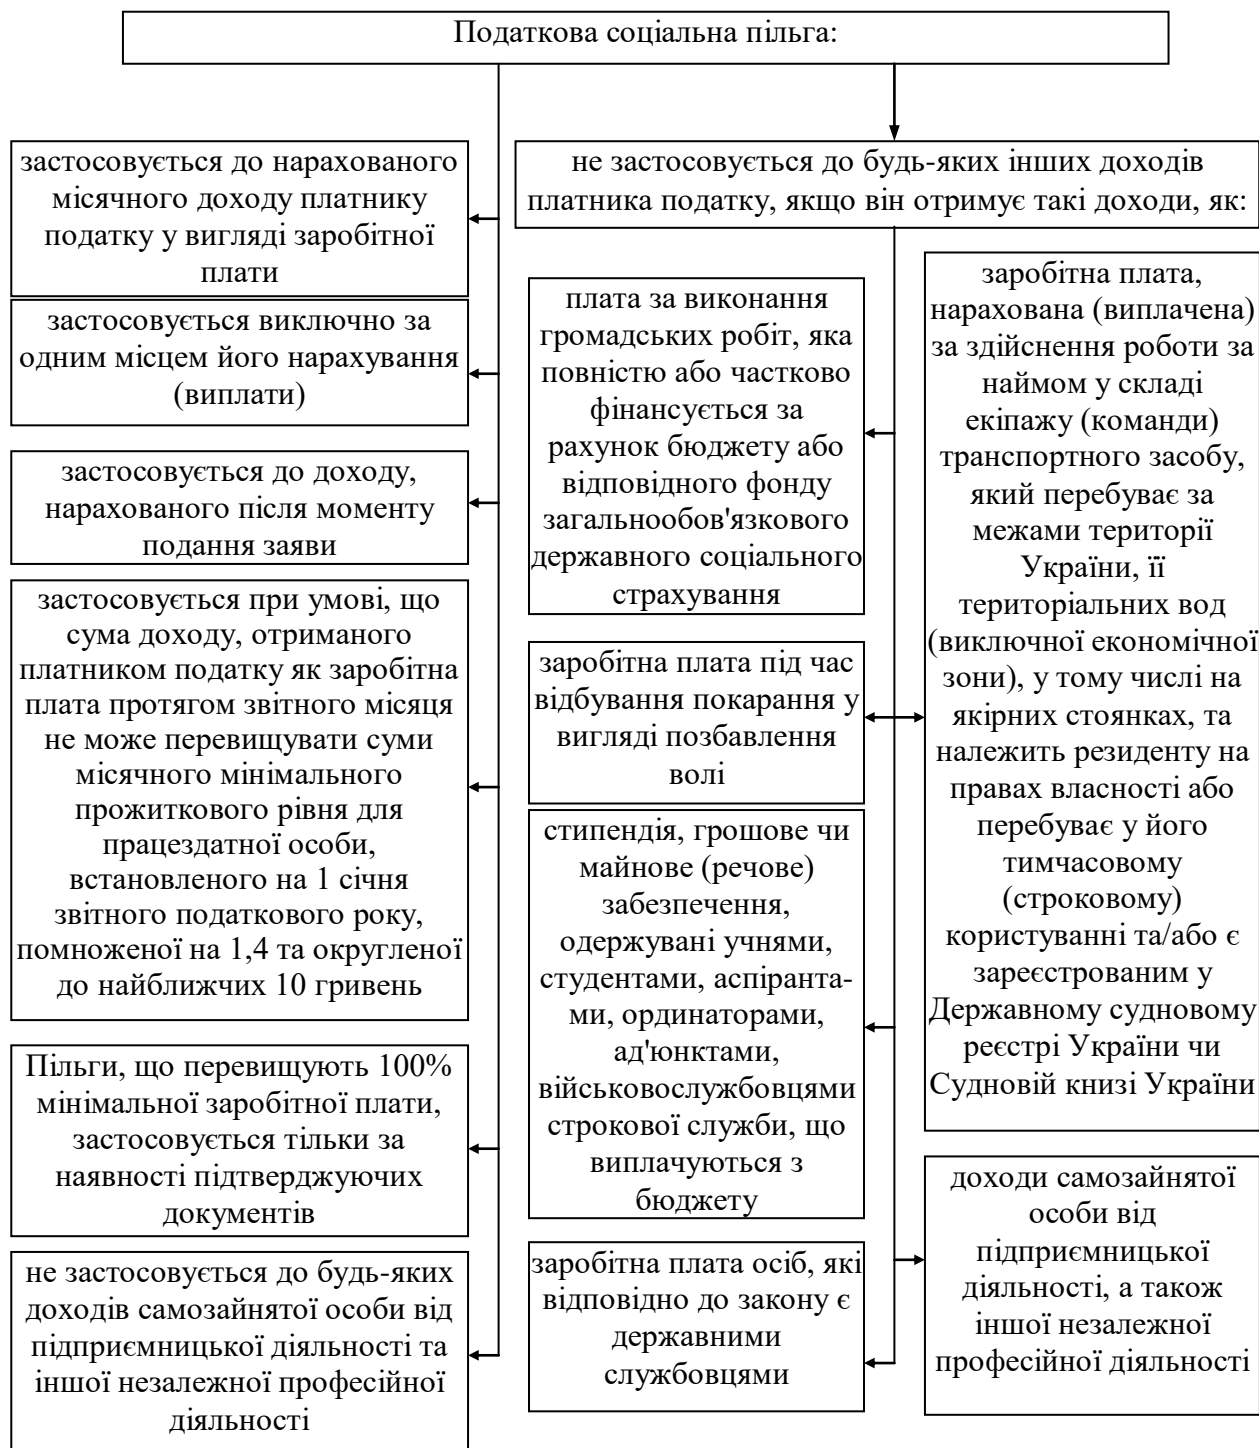 Податкова соціальна пільга:
застосовується до нарахованого
місячного доходу платнику
податку у вигляді заробітної
плати
застосовується виключно за
одним місцем його нарахування
(виплати)
застосовується до доходу,
нарахованого після моменту
подання заяви
застосовується при умові, що
сума доходу, отриманого
платником податку як заробітна
плата протягом звітного місяця
не може перевищувати суми
місячного мінімального
прожиткового рівня для
працездатної особи,
встановленого на 1 січня
звітного податкового року,
помноженої на 1,4 та округленої
до найближчих 10 гривень
Пільги, що перевищують 100%
мінімальної заробітної плати,
застосовується тільки за
наявності підтверджуючих
документів
не застосовується до будь-яких
доходів самозайнятої особи від
підприємницької діяльності та
іншої незалежної професійної
діяльності
не застосовується до будь-яких інших доходів
платника податку, якщо він отримує такі доходи, як:
плата за виконання
громадських робіт, яка
повністю або частково
фінансується за
рахунок бюджету або
відповідного фонду
загальнообов'язкового
державного соціального
страхування
заробітна плата під час
відбування покарання у
вигляді позбавлення
волі
стипендія, грошове чи
майнове (речове)
забезпечення,
одержувані учнями,
студентами, аспіранта-
ми, ординаторами,
ад'юнктами,
військовослужбовцями
строкової служби, що
виплачуються з
бюджету
заробітна плата осіб, які
відповідно до закону є
державними
службовцями
заробітна плата,
нарахована (виплачена)
за здійснення роботи за
наймом у складі
екіпажу (команди)
транспортного засобу,
який перебуває за
межами території
України, її
територіальних вод
(виключної економічної
зони), у тому числі на
якірних стоянках, та
належить резиденту на
правах власності або
перебуває у його
тимчасовому
(строковому)
користуванні та/або є
зареєстрованим у
Державному судновому
реєстрі України чи
Судновій книзі України
доходи самозайнятої
особи від
підприємницької
діяльності, а також
іншої незалежної
професійної діяльності